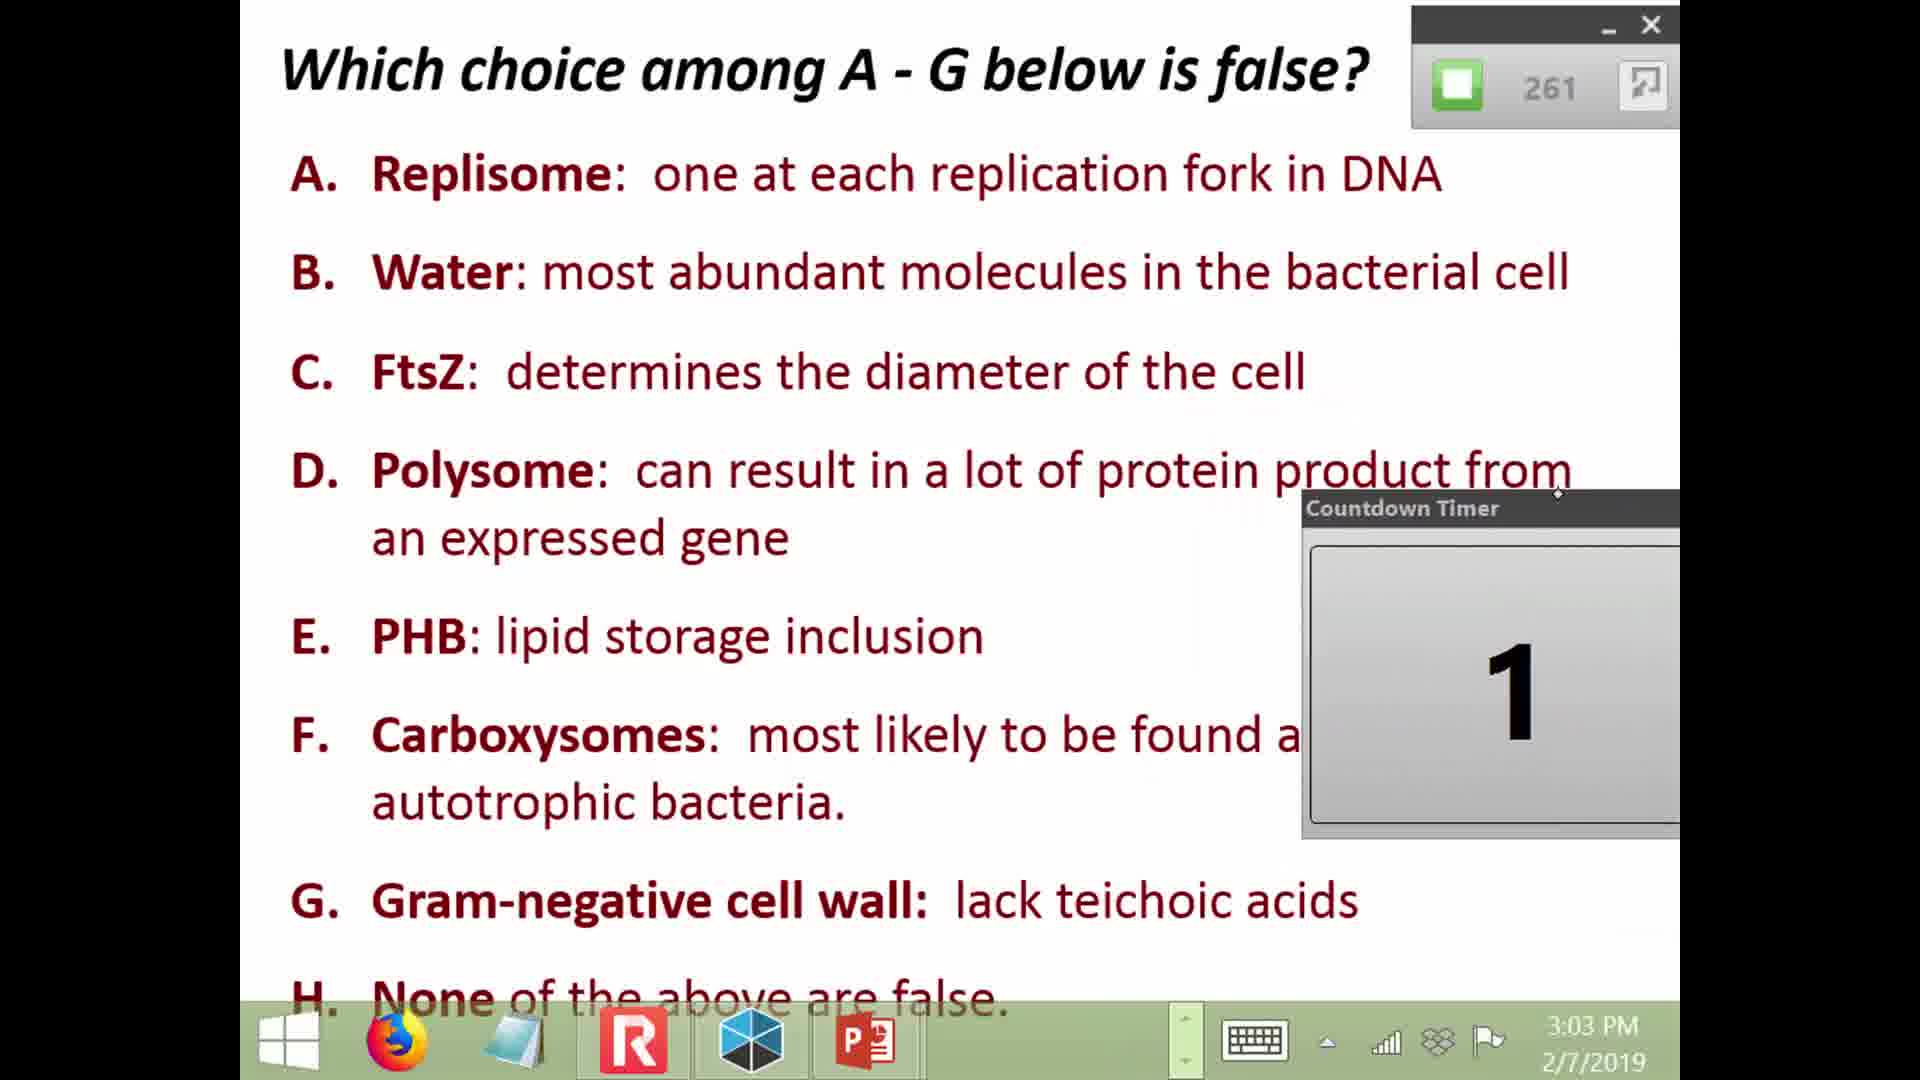 Which choice among A - G below is false?
261
A. Replisome: one at each replication fork in DNA
B. Water: most abundant molecules in the bacterial cell
C. FtsZ: determines the diameter of the cell
D. Polysome: can result in a lot of protein product from
an expressed gene
Countdown Timer
1
E. PHB: lipid storage inclusion
F. Carboxysomes: most likely to be found a
autotrophic bacteria.
G. Gram-negative cell wall: lack teichoic acids
H. None of the above are false.
3:03 PM
2/7/2019